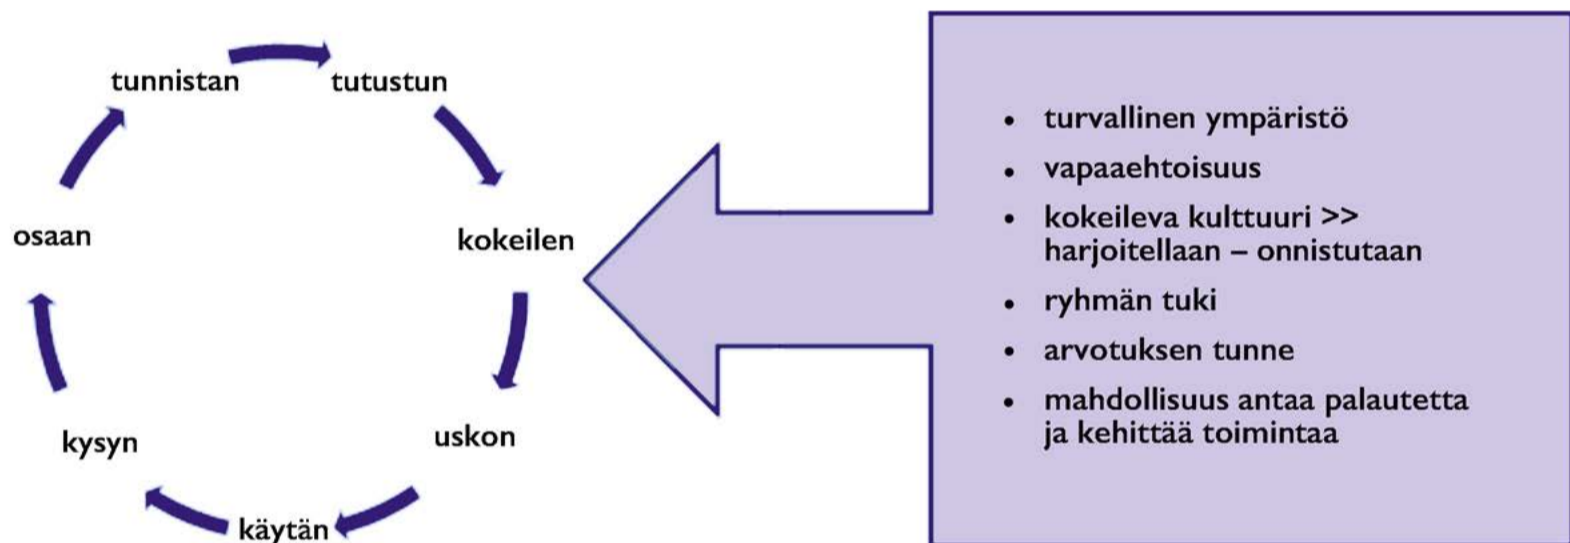 tunnistan
tutustun
kokeilen
uskon
käytän
kysyn
osaan
• turvallinen ympäristö
• vapaaehtoisuus
• kokeileva kulttuuri >>
harjoitellaan – onnistutaan
• ryhmän tuki
• arvotuksen tunne
• mahdollisuus antaa palautetta
ja kehittää toimintaa